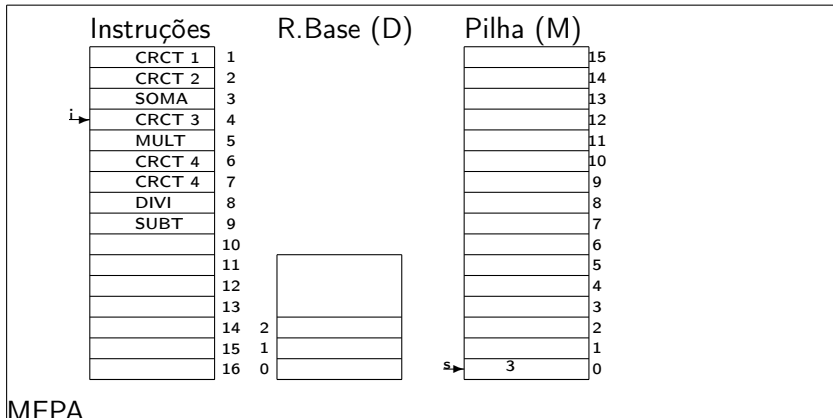 Instruções R.Base (D) Pilha (M)
CRCT 1 1 15
CRCT 2 2 14
SOMA 3 13
i CRCT 3 4 12
MULT 5 11
CRCT 4 6 10
CRCT 4 7 9
DIVI 8 8
SUBT 9 7
10 6
11 5
12 4
13 3
14 2 2
15 1 1
16 0 s 3 0
MEPA